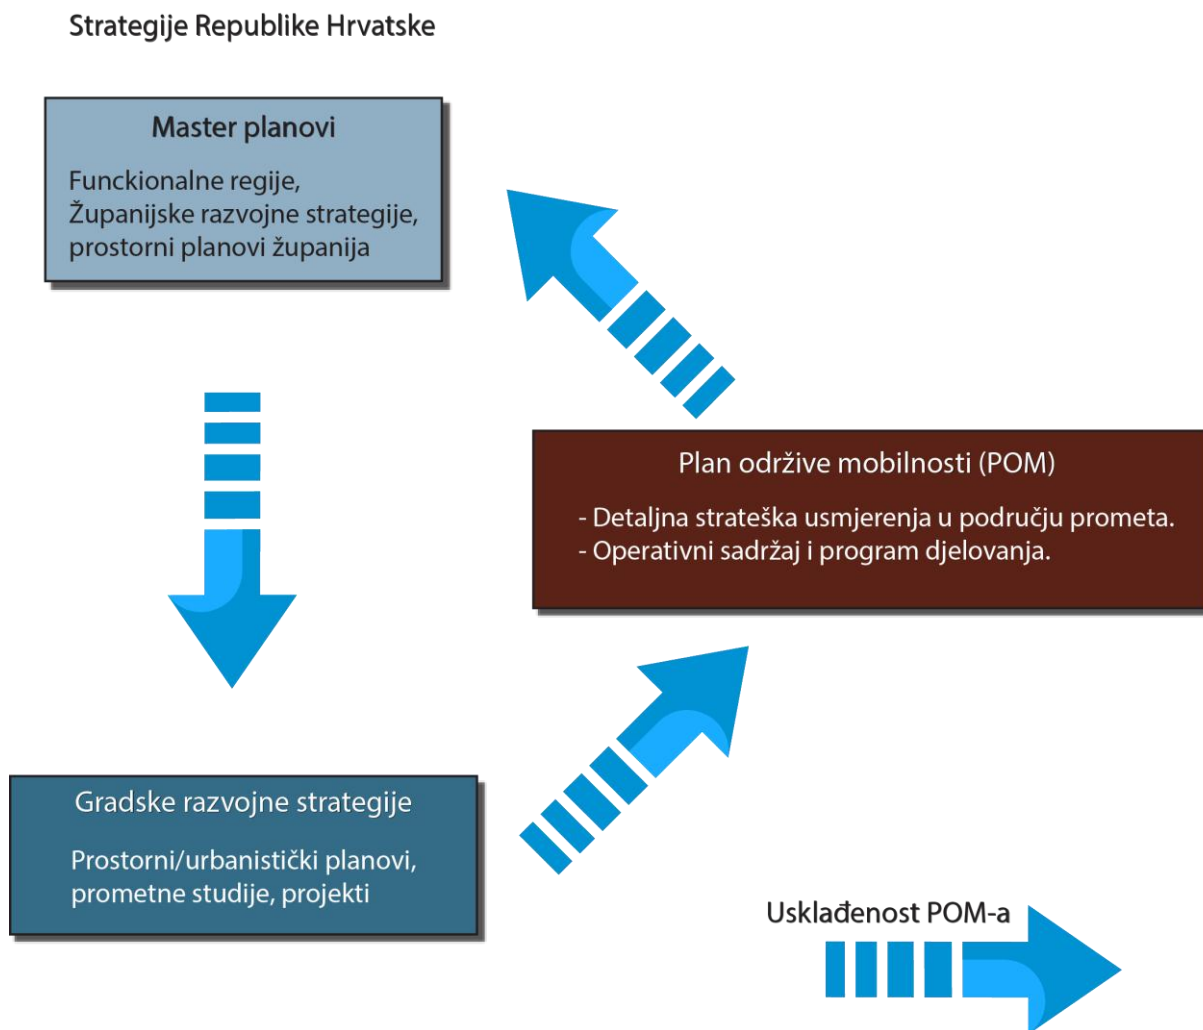 Strategije Republike Hrvatske
Master planovi
Funckionalne regije,
Županijske razvojne strategije,
prostorni planovi županija
Plan održive mobilnosti (POM)
- Detaljna strateška usmjerenja u području prometa.
- Operativni sadržaj i program djelovanja.
Gradske razvojne strategije
Prostorni/urbanistički planovi,
prometne studije, projekti
Usklađenost POM-a